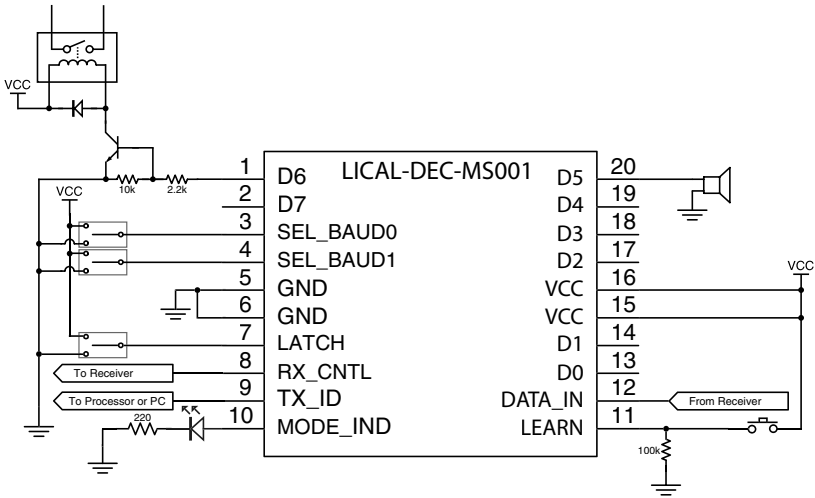 VCC
LICAL-DEC-MS001
1 D6
2 D7
3 SEL_BAUD0
4 SEL_BAUD1
5 GND
6 GND
7 LATCH
8 RX_CNTL
9 TX_ID
10 MODE_IND
20 D5
19 D4
18 D3
17 D2
16 VCC
15 VCC
14 D1
13 D0
12 DATA_IN
11 LEARN
10k
2.2k
VCC
To Receiver
To Processor or PC
220
VCC
From Receiver
100k